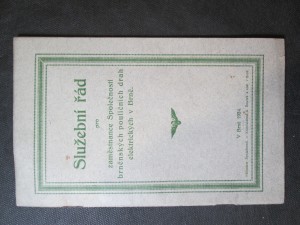 Služební řád
pro
zaměstnance Společnosti
brněnských pouličních drah
elektrických v Brně.
V Brně 1924